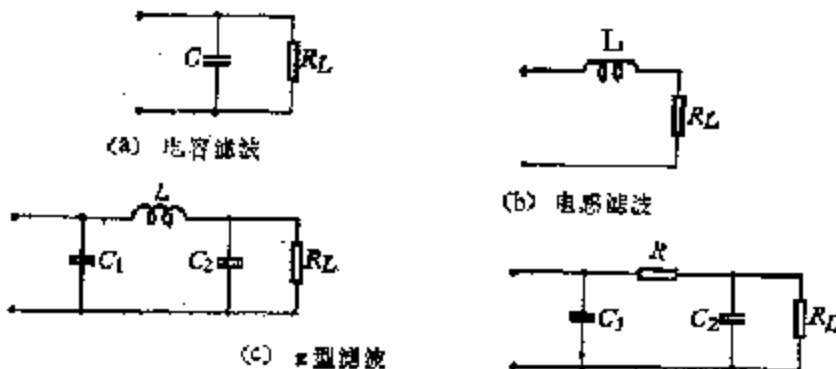 C R_L
(a) 电容滤波
L
R_L
(b) 电感滤波
L
C_1 C_2 R_L
(c) π型滤波
R
C_1 C_2 R_L